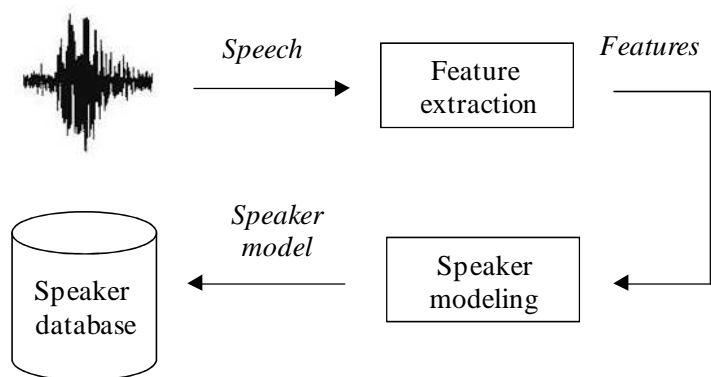 Speech
Feature
extraction
Features
Speaker
modeling
Speaker
model
Speaker
database